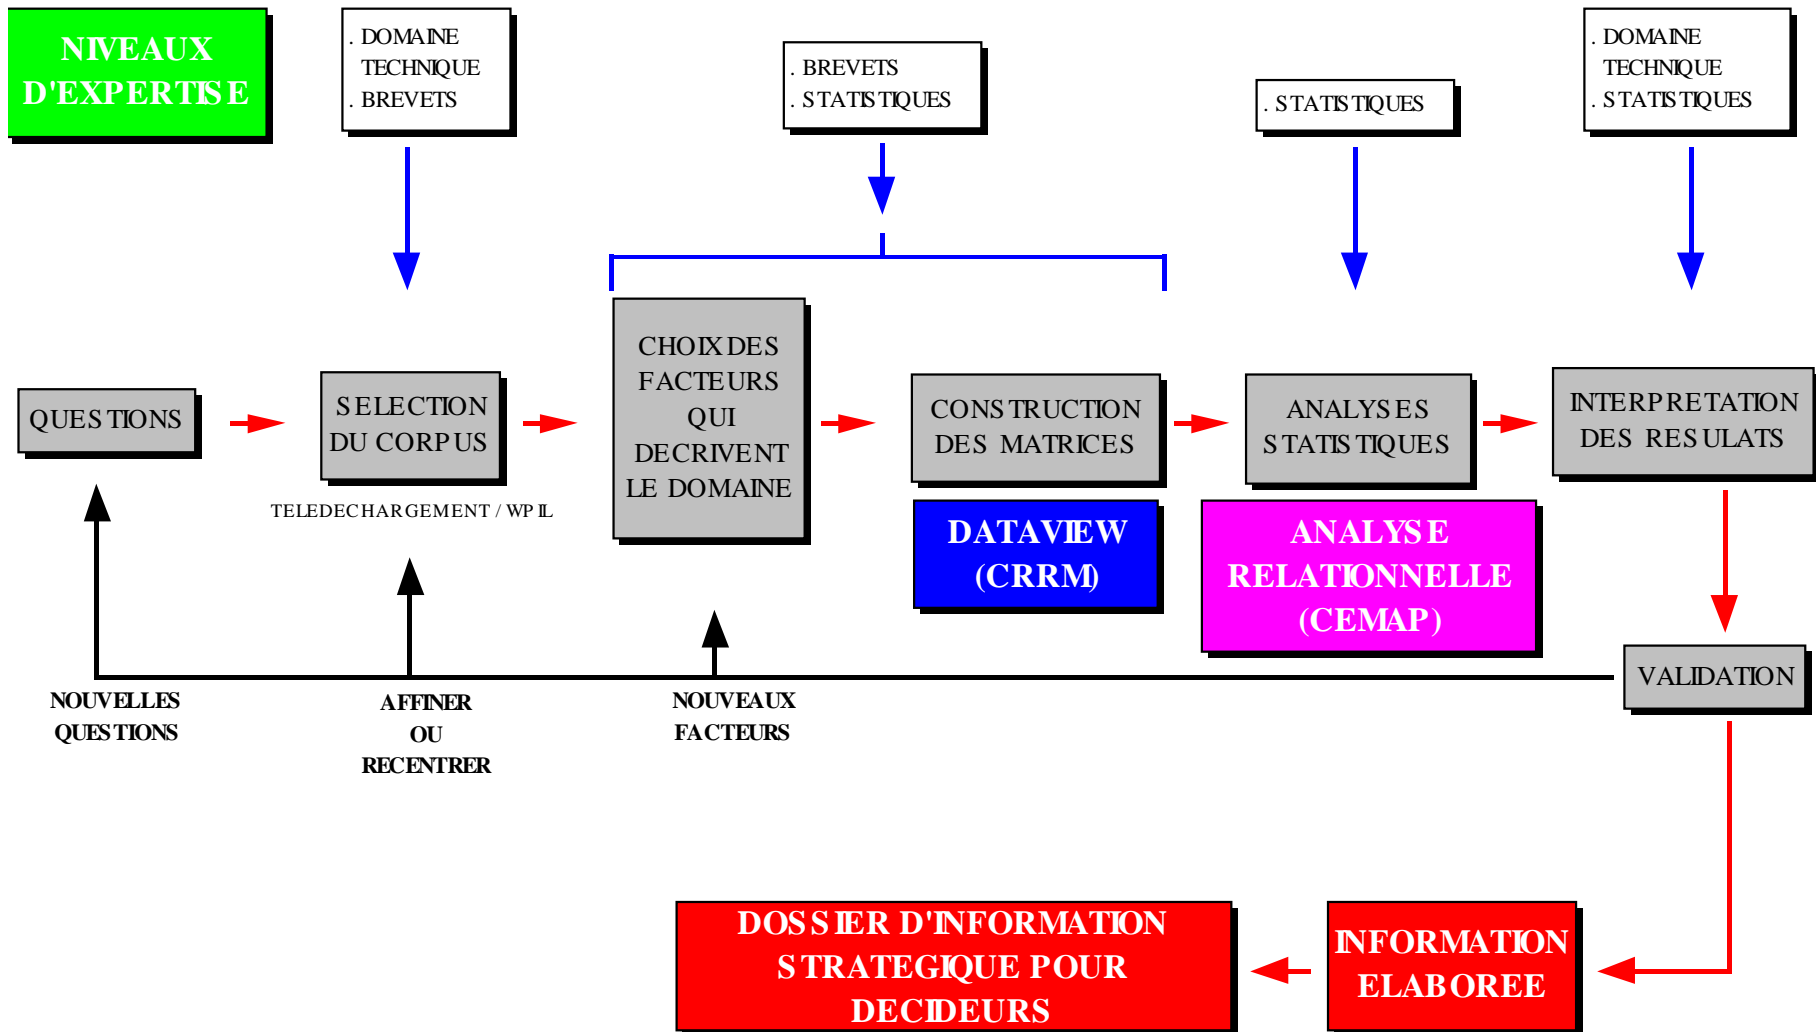 NIVEAUX
D'EXPERTISE
. DOMAINE
TECHNIQUE
. BREVETS
. BREVETS
. STATISTIQUES
. STATISTIQUES
. DOMAINE
TECHNIQUE
. STATISTIQUES
QUESTIONS
SELECTION
DU CORPUS
TELEDECHARGEMENT / WPIL
CHOIX DES
FACTEURS
QUI
DECRIVENT
LE DOMAINE
CONSTRUCTION
DES MATRICES
DATAVIEW
(CRRM)
ANALYSES
STATISTIQUES
ANALYSE
RELATIONNELLE
(CEMAP)
INTERPRETATION
DES RESULATS
VALIDATION
NOUVELLES
QUESTIONS
AFFINER
OU
RECENTRER
NOUVEAUX
FACTEURS
DOSSIER D'INFORMATION
STRATEGIQUE POUR
DECIDEURS
INFORMATION
ELABOREE